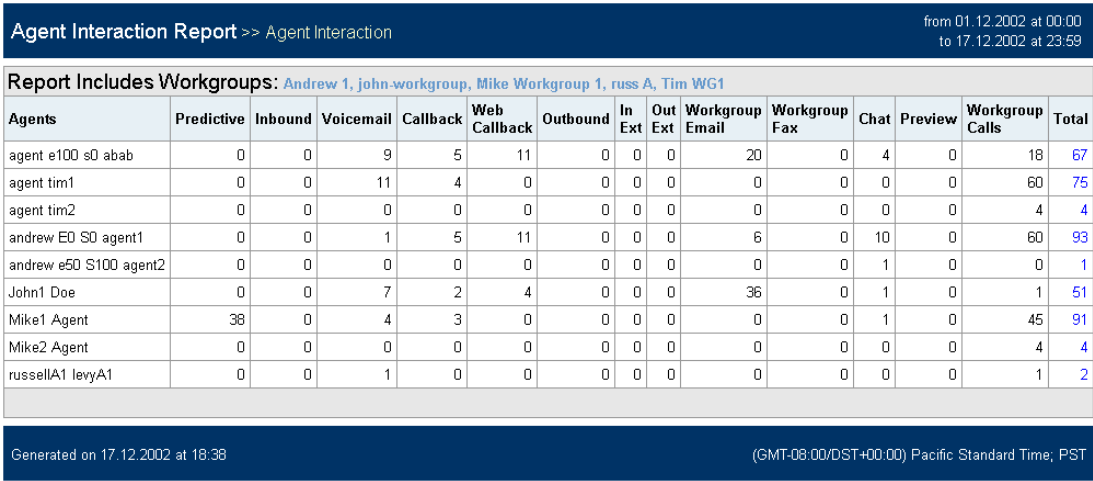 Agent Interaction Report >> Agent Interaction
from 01.12.2002 at 00:00
to 17.12.2002 at 23:59
Report Includes Workgroups: Andrew 1, john-workgroup, Mike Workgroup 1, russ A, Tim WG1
Agents Predictive Inbound Voicemail Callback Web Callback Outbound In Ext Out Ext Workgroup Email Workgroup Fax Chat Preview Workgroup Calls Total
agent e100 s0 abab 0 0 9 5 11 0 0 0 20 0 4 0 18 67
agent tim1 0 0 11 4 0 0 0 0 0 0 0 0 60 75
agent tim2 0 0 0 0 0 0 0 0 0 0 0 0 4 4
andrew E0 S0 agent1 0 0 1 5 11 0 0 0 6 0 10 0 60 93
andrew e50 S100 agent2 0 0 0 0 0 0 0 0 0 0 1 0 0 1
John1 Doe 0 0 7 2 4 0 0 0 36 0 1 0 1 51
Mike1 Agent 38 0 4 3 0 0 0 0 0 0 1 0 45 91
Mike2 Agent 0 0 0 0 0 0 0 0 0 0 0 0 4 4
russellA1 levyA1 0 0 1 0 0 0 0 0 0 0 0 0 1 2
Generated on 17.12.2002 at 18:38
(GMT-08:00/DST+00:00) Pacific Standard Time; PST